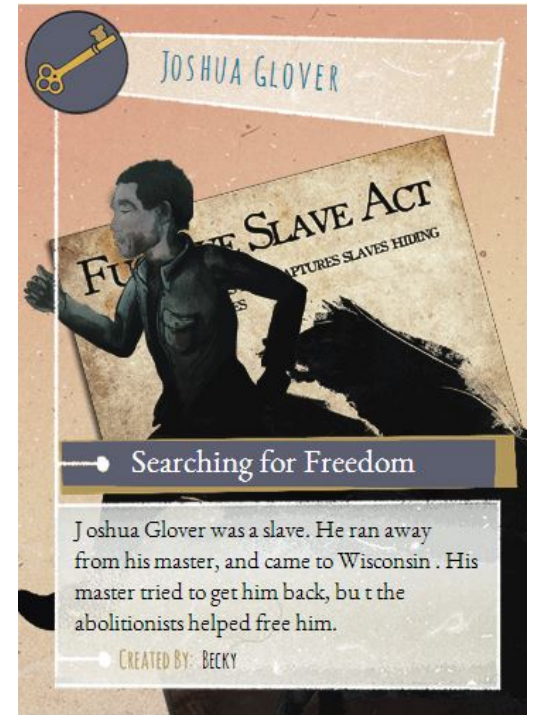 Joshua Glover
Slave Act
aptures slaves hiding
Searching for Freedom
Joshua Glover was a slave. He ran away
from his master, and came to Wisconsin . His
master tried to get him back, bu t the
abolitionists helped free him.
Created By: Becky